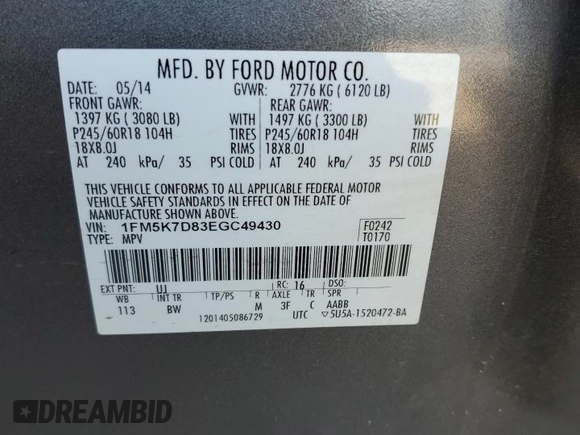 MFD. BY FORD MOTOR CO.
DATE: 05/14 GVWR: 2776 KG ( 6120 LB)
FRONT GAWR: REAR GAWR:
1397 KG ( 3080 LB) 1497 KG ( 3300 LB) WITH
P245/60R18 104H TIRES P245/60R18 104H TIRES
18X8.0J RIMS 18X8.0J RIMS
AT 240 kPa/ 35 PSI COLD AT 240 kPa/ 35 PSI COLD
THIS VEHICLE CONFORMS TO ALL APPLICABLE FEDERAL MOTOR
VEHICLE SAFETY STANDARDS IN EFFECT ON THE DATE OF
MANUFACTURE SHOWN ABOVE.
VIN: 1FM5K7D83EGC49430 F0242
TYPE: MPV T0170
EXT PNT: UJ RC: 16 DSO:
WB INT TR TP/PS R AXLE TR SPR
113 BW M 3F C AABB
1201405086729 UTC ▽5U5A-1520472-BA
DREAMBID